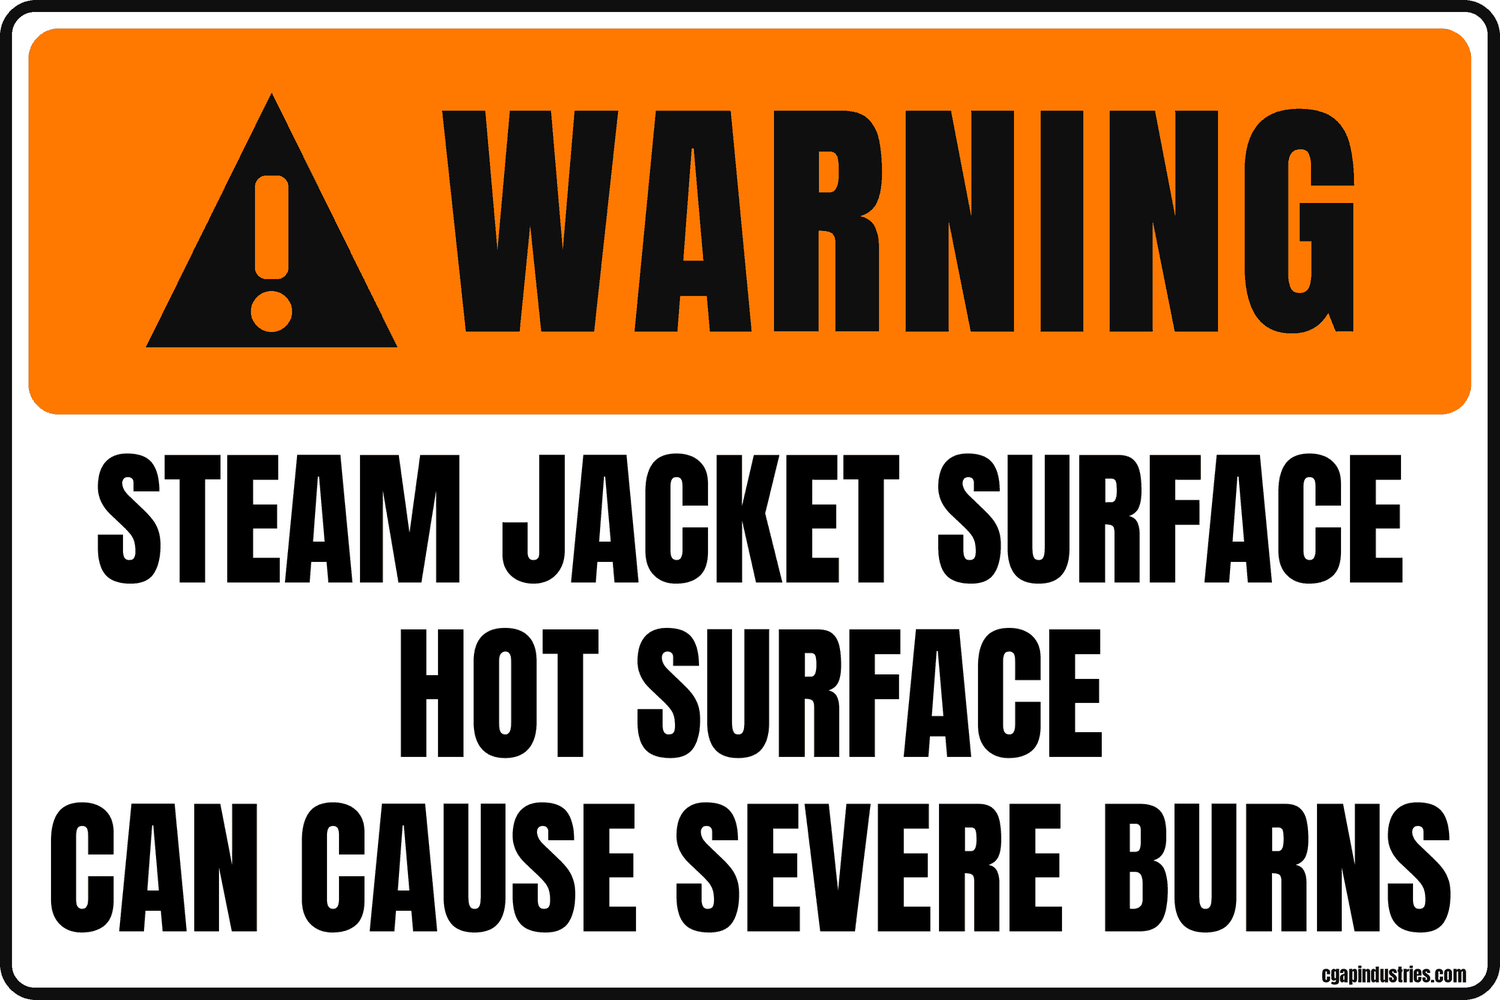 WARNING
STEAM JACKET SURFACE
HOT SURFACE
CAN CAUSE SEVERE BURNS
cgapindustries.com